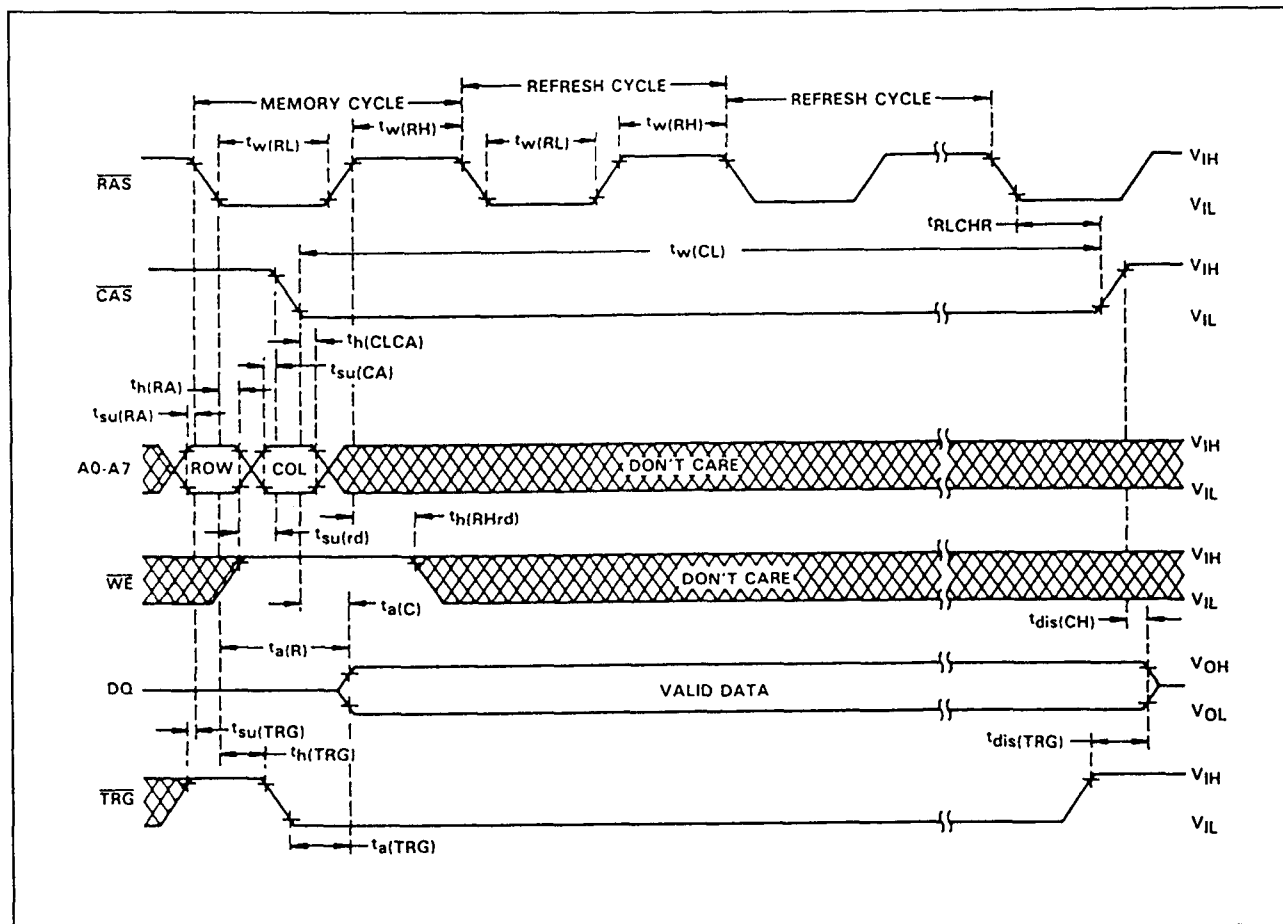 REFRESH CYCLE
MEMORY CYCLE
REFRESH CYCLE
tw(RL)
tw(RH)
tw(RL)
tw(RH)
RAS
VIH
VIL
tRLCHR
tw(CL)
CAS
VIH
VIL
th(CLCA)
tsu(CA)
th(RA)
tsu(RA)
A0-A7
ROW
COL
DON'T CARE
VIH
VIL
th(RHrd)
tsu(rd)
WE
DON'T CARE
VIH
VIL
ta(C)
tdis(CH)
ta(R)
DQ
VALID DATA
VOH
VOL
tsu(TRG)
th(TRG)
tdis(TRG)
TRG
VIH
VIL
ta(TRG)